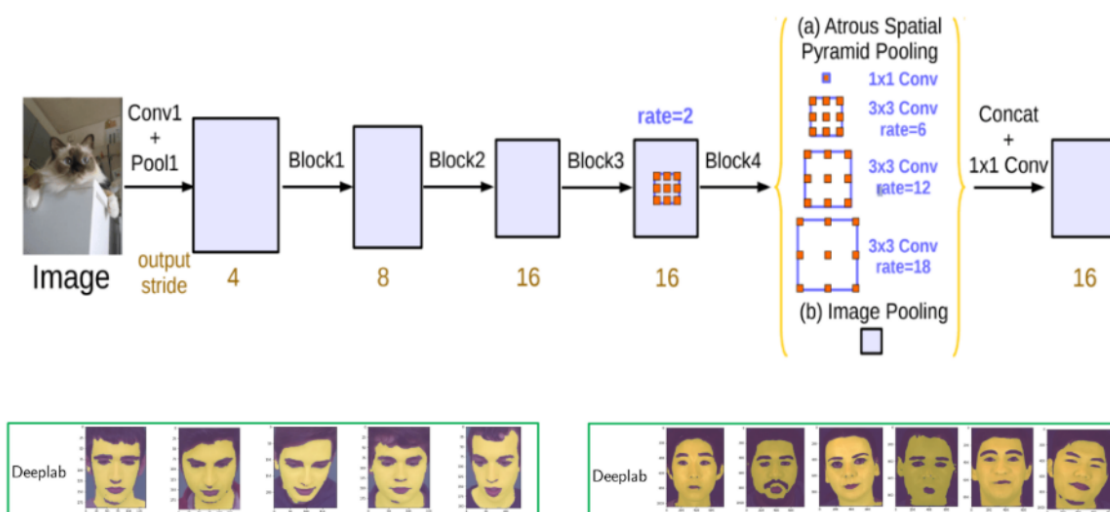 (a) Atrous Spatial
Pyramid Pooling
1x1 Conv
3x3 Conv
rate=6
3x3 Conv
rate=12
3x3 Conv
rate=18
(b) Image Pooling
Conv1
+
Pool1
Block1
Block2
Block3
rate=2
Block4
Concat
+
1x1 Conv
Image
output
stride
4
8
16
16
16
Deeplab
Deeplab